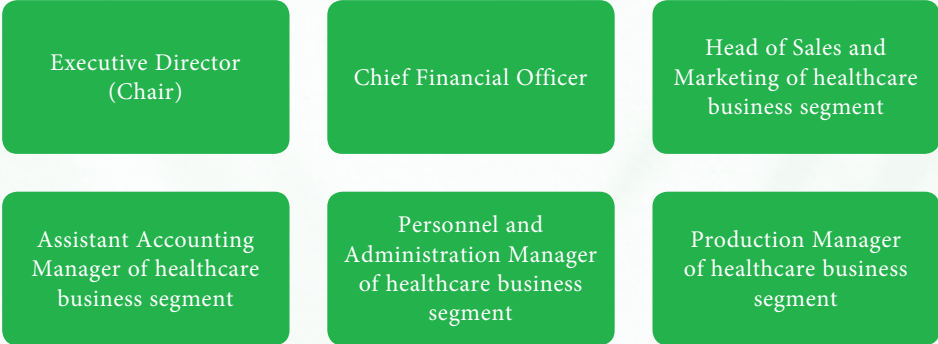 Executive Director
(Chair)
Chief Financial Officer
Head of Sales and
Marketing of healthcare
business segment
Assistant Accounting
Manager of healthcare
business segment
Personnel and
Administration Manager
of healthcare business
segment
Production Manager
of healthcare business
segment